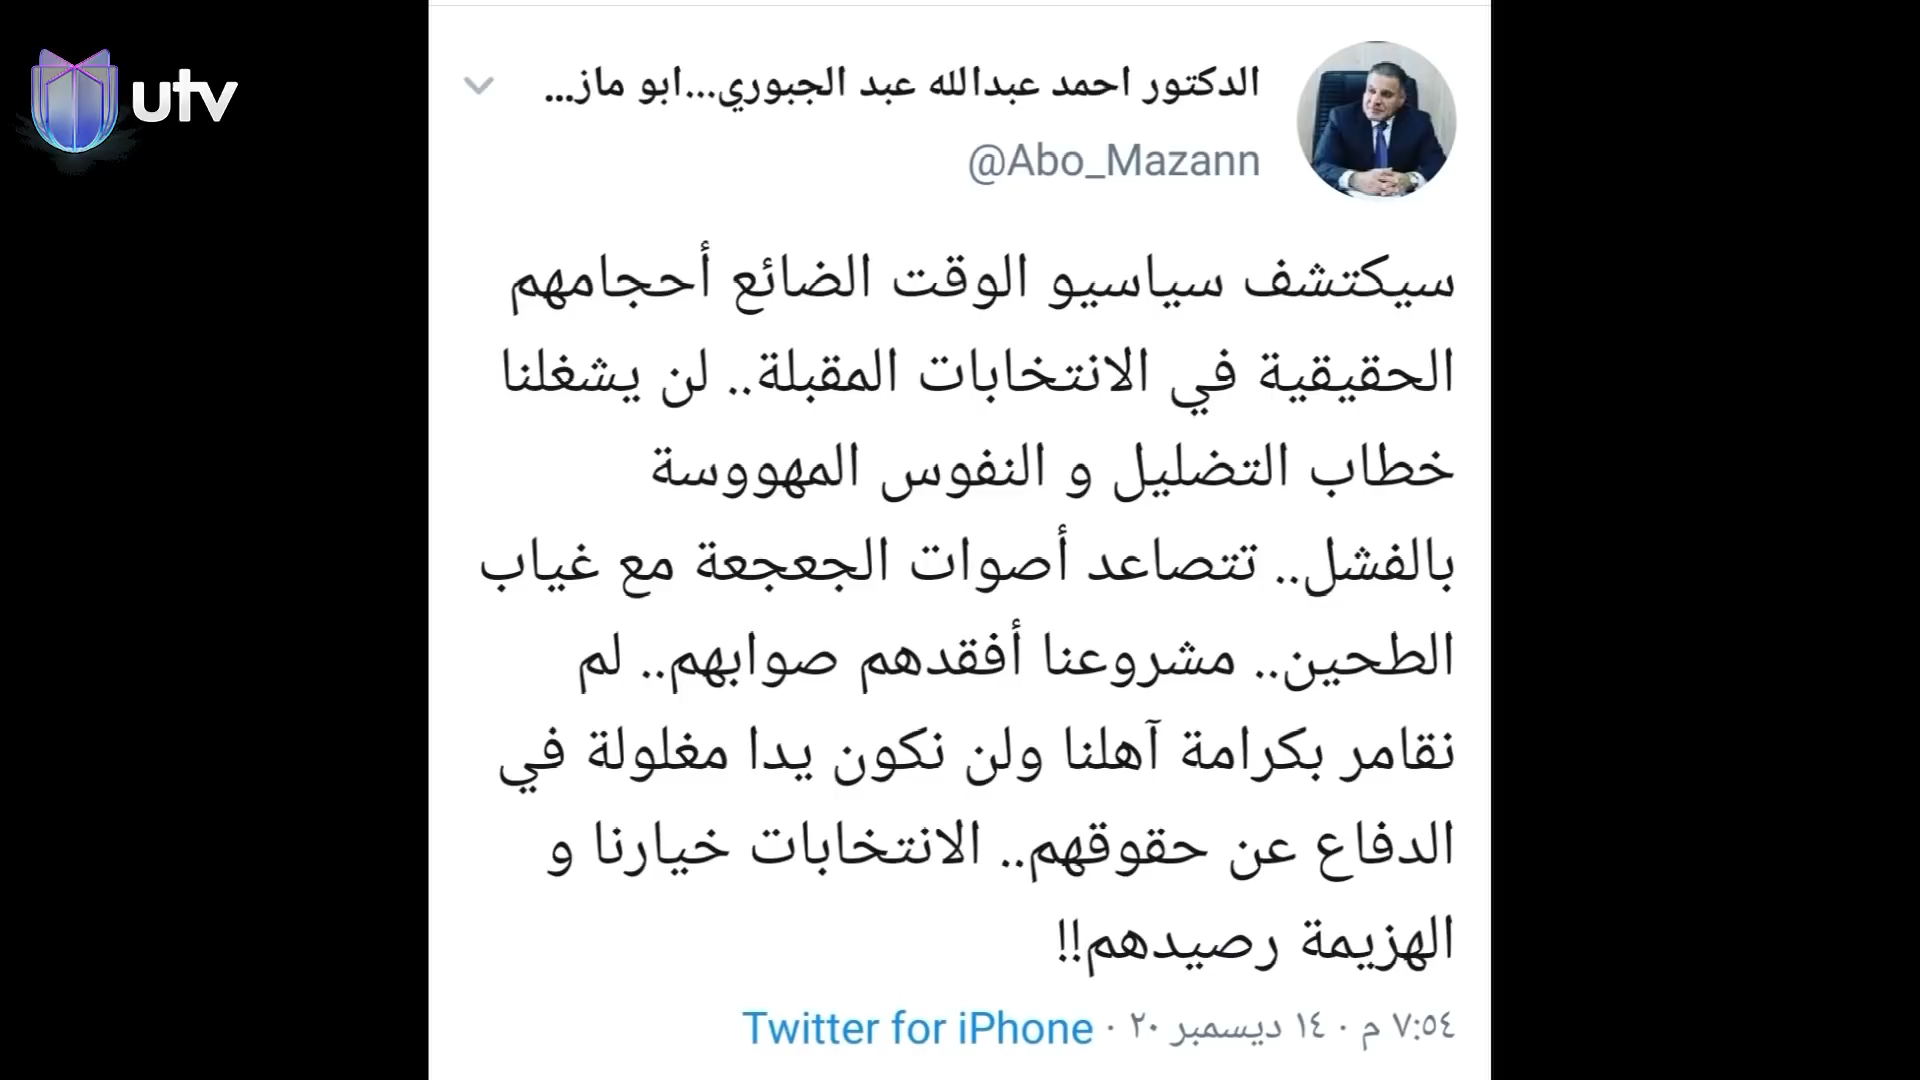 utv
الدكتور احمد عبدالله عبد الجبوري...ابو ماز...
@Abo_Mazann
سيكتشف سياسيو الوقت الضائع أحجامهم
الحقيقية في الانتخابات المقبلة.. لن يشغلنا
خطاب التضليل و النفوس المهووسة
بالفشل.. تتصاعد أصوات الجعجعة مع غياب
الطحين.. مشروعنا أفقدهم صوابهم.. لم
نقامر بكرامة آهلنا ولن نكون يدا مغلولة في
الدفاع عن حقوقهم.. الانتخابات خيارنا و
الهزيمة رصيدهم!!
٧:٥٤ م · ١٤ ديسمبر ٢٠ · Twitter for iPhone